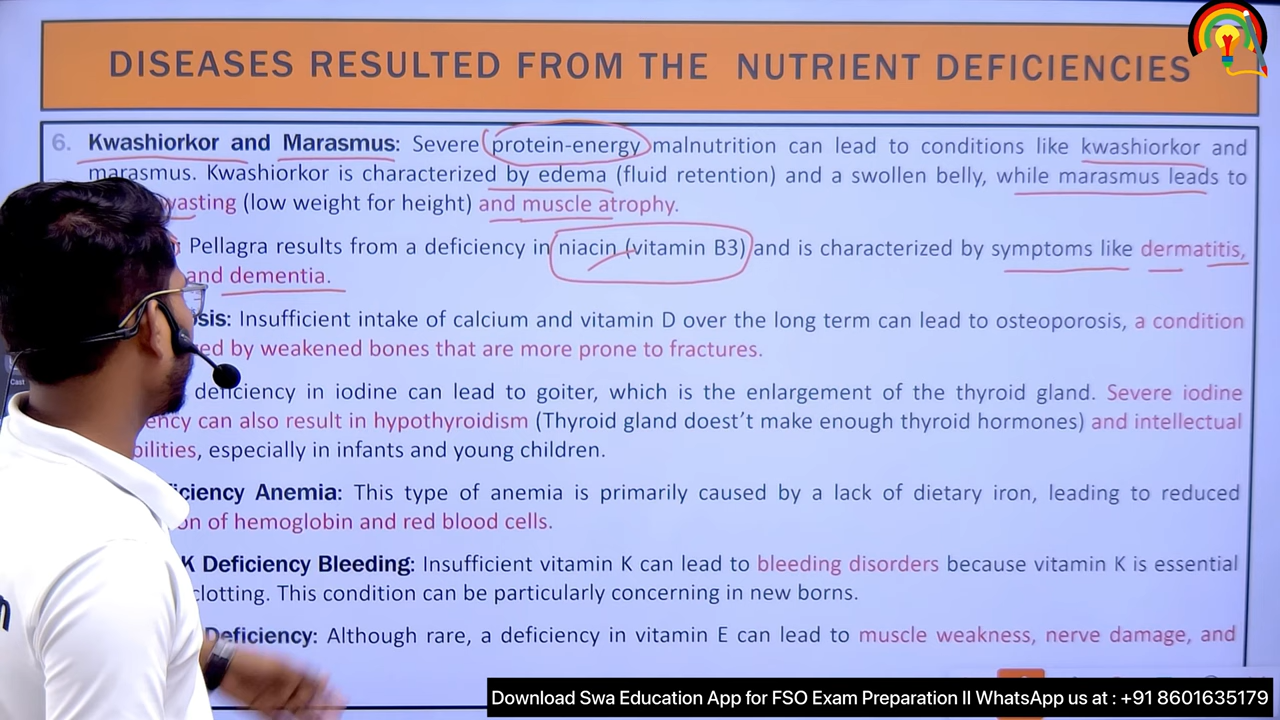 DISEASES RESULTED FROM THE NUTRIENT DEFICIENCIES
6. Kwashiorkor and Marasmus: Severe protein-energy malnutrition can lead to conditions like kwashiorkor and
marasmus. Kwashiorkor is characterized by edema (fluid retention) and a swollen belly, while marasmus leads to
wasting (low weight for height) and muscle atrophy.
Pellagra results from a deficiency in niacin (vitamin B3) and is characterized by symptoms like dermatitis,
and dementia.
Insufficient intake of calcium and vitamin D over the long term can lead to osteoporosis, a condition
by weakened bones that are more prone to fractures.
deficiency in iodine can lead to goiter, which is the enlargement of the thyroid gland. Severe iodine
can also result in hypothyroidism (Thyroid gland doest't make enough thyroid hormones) and intellectual
especially in infants and young children.
Anemia: This type of anemia is primarily caused by a lack of dietary iron, leading to reduced
of hemoglobin and red blood cells.
K Deficiency Bleeding: Insufficient vitamin K can lead to bleeding disorders because vitamin K is essential
clotting. This condition can be particularly concerning in new borns.
Deficiency: Although rare, a deficiency in vitamin E can lead to muscle weakness, nerve damage, and
Download Swa Education App for FSO Exam Preparation II WhatsApp us at : +91 8601635179